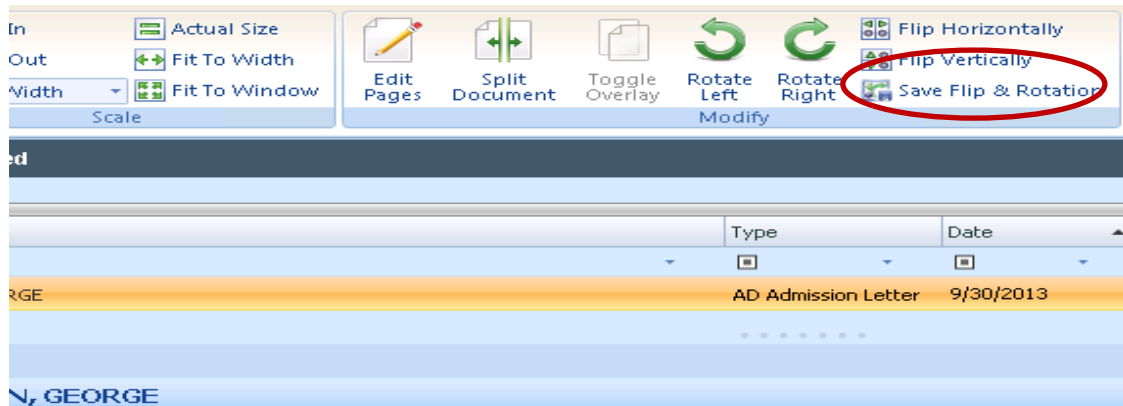 In Actual Size
Out Fit To Width
Width Fit To Window
Scale
Edit Pages
Split Document
Toggle Overlay
Rotate Left
Rotate Right
Flip Horizontally
Flip Vertically
Save Flip & Rotation
Modify
ed
Type Date
RGE AD Admission Letter 9/30/2013
N, GEORGE